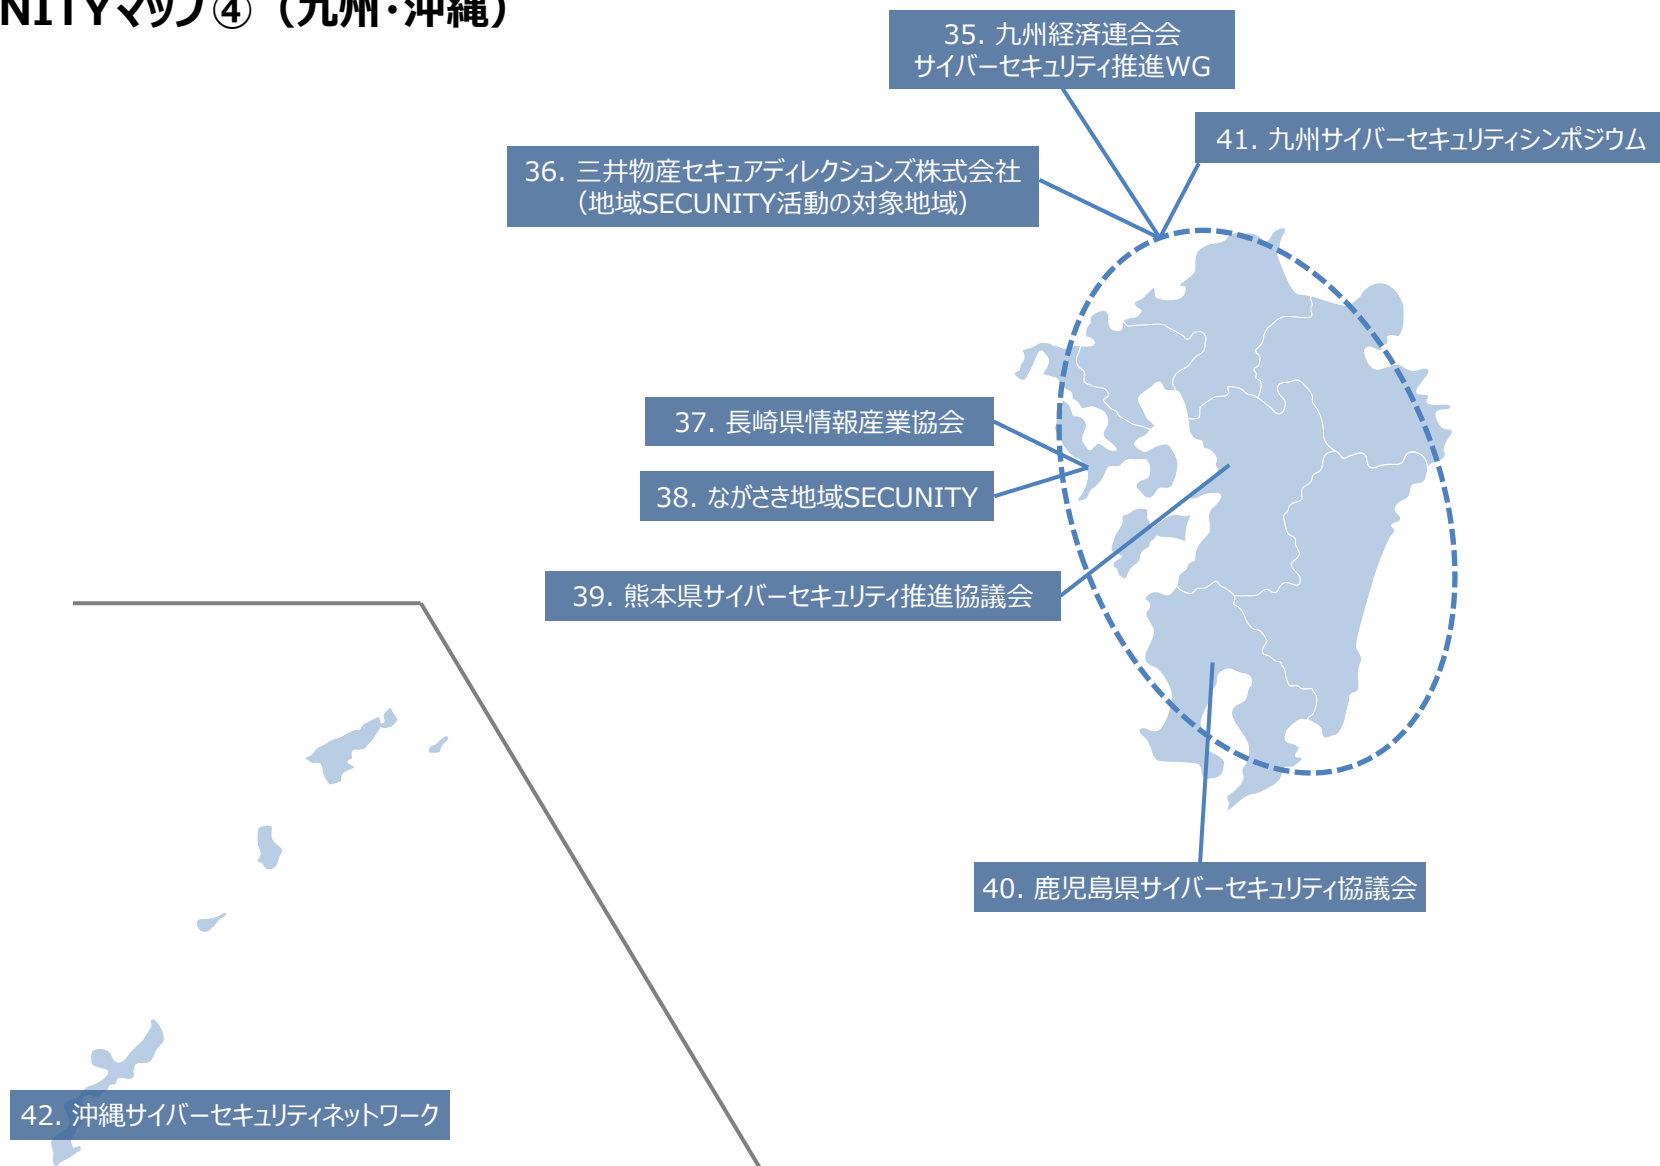 NITYマップ④（九州・沖縄）
35. 九州経済連合会
サイバーセキュリティ推進WG
41. 九州サイバーセキュリティシンポジウム
36. 三井物産セキュアディレクションズ株式会社
（地域SECUNITY活動の対象地域）
37. 長崎県情報産業協会
38. ながさき地域SECUNITY
39. 熊本県サイバーセキュリティ推進協議会
40. 鹿児島県サイバーセキュリティ協議会
42. 沖縄サイバーセキュリティネットワーク